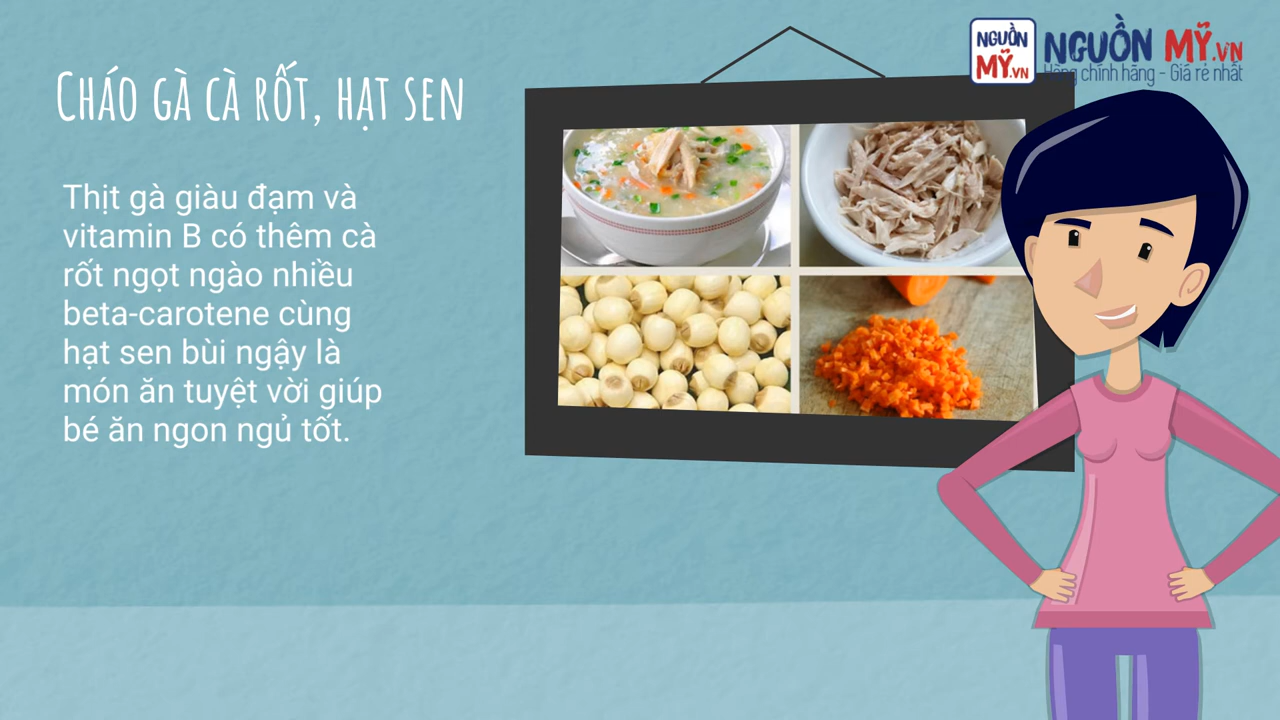 NGUỒN
MỸ.VN
NGUỒN MỸ.VN
Hàng chính hãng - Giá rẻ nhất
CHÁO GÀ CÀ RỐT, HẠT SEN
Thịt gà giàu đạm và
vitamin B có thêm cà
rốt ngọt ngào nhiều
beta-carotene cùng
hạt sen bùi ngậy là
món ăn tuyệt vời giúp
bé ăn ngon ngủ tốt.